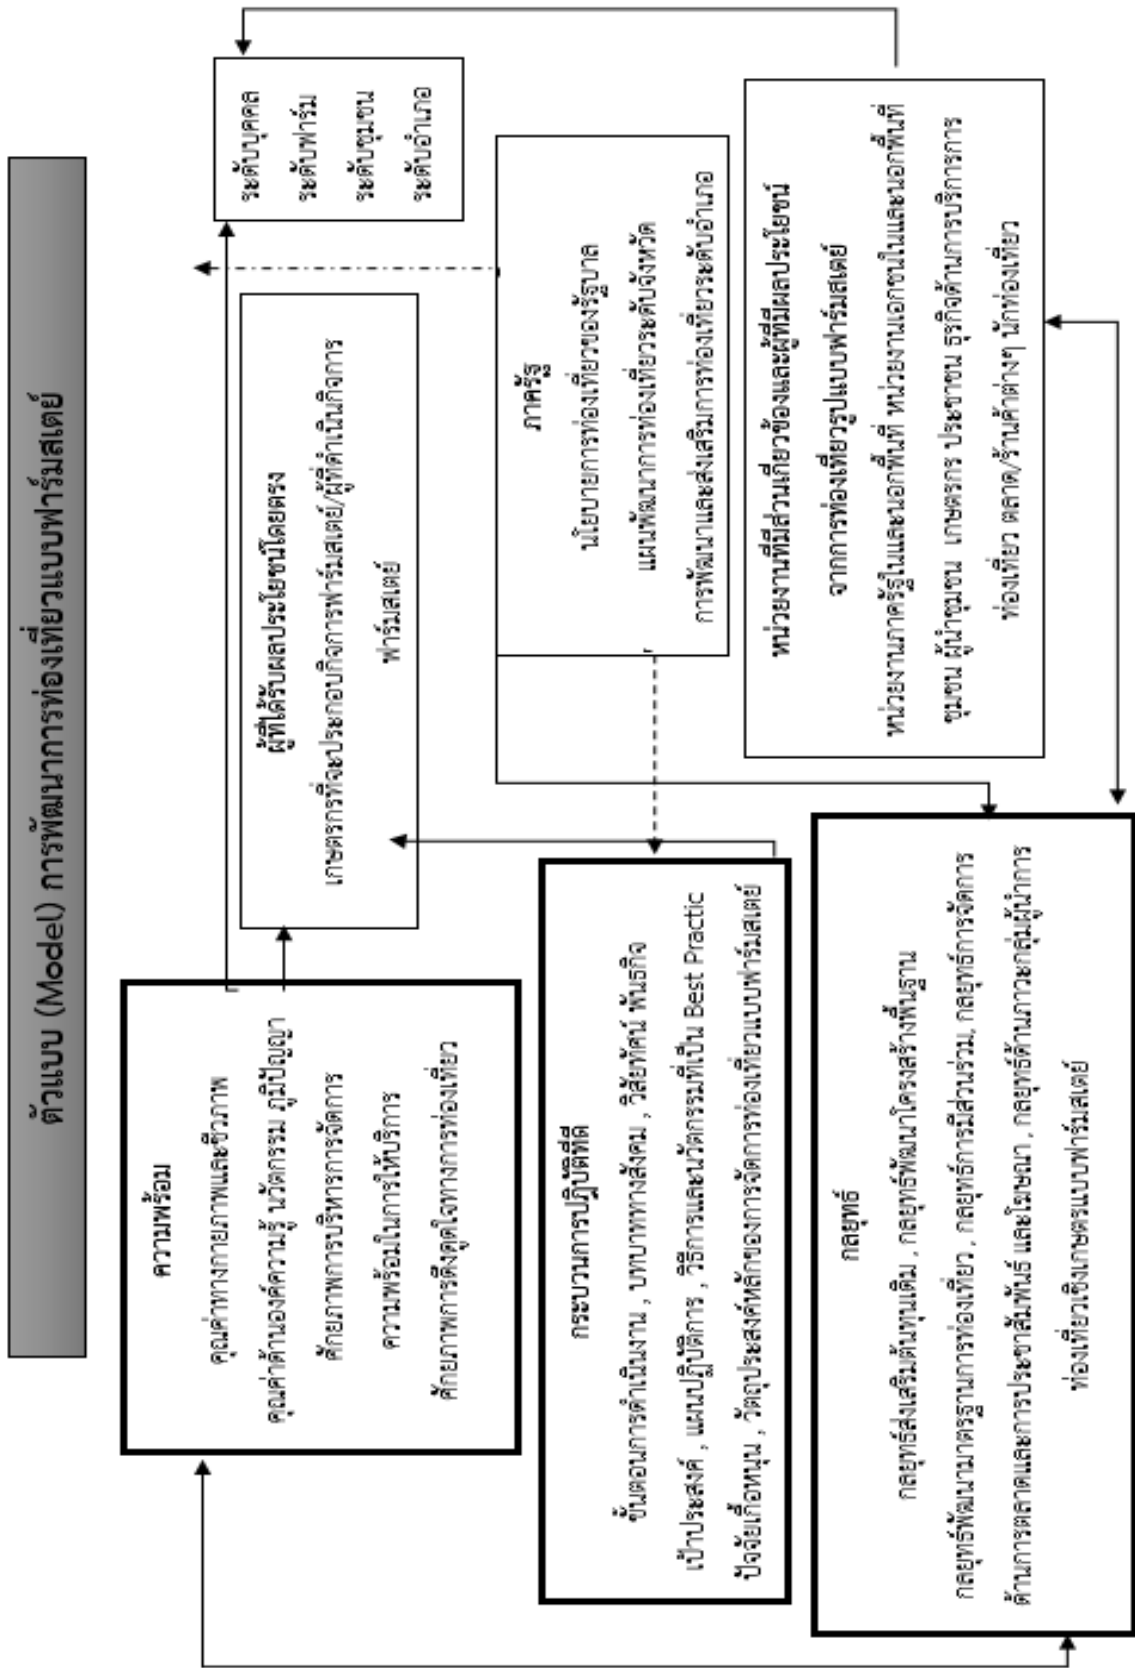 ตัวแบบ (Model) การพัฒนาการท่องเที่ยวแบบฟาร์มสเตย์
ความพร้อม
คุณค่าทางกายภาพและชีวภาพ
คุณค่าด้านองค์ความรู้ นวัตกรรม ภูมิปัญญา
ศักยภาพการบริหารการจัดการ
ความพร้อมในการให้บริการ
ศักยภาพการดึงดูดใจทางการท่องเที่ยว
ผู้ที่ได้รับผลประโยชน์โดยตรง
เกษตรกรที่จะประกอบกิจการฟาร์มสเตย์/ผู้ที่ดำเนินกิจการ
ฟาร์มสเตย์
ระดับบุคคล
ระดับฟาร์ม
ระดับชุมชน
ระดับอำเภอ
กระบวนการปฏิบัติที่ดี
ขั้นตอนการดำเนินงาน , บทบาททางสังคม , วิสัยทัศน์ พันธกิจ
เป้าประสงค์ , แผนปฏิบัติการ , วิธีการและนวัตกรรมที่เป็น Best Practic
ปัจจัยเกื้อหนุน , วัตถุประสงค์หลักของการจัดการท่องเที่ยวแบบฟาร์มสเตย์
ภาครัฐ
นโยบายการท่องเที่ยวของรัฐบาล
แผนพัฒนาการท่องเที่ยวระดับจังหวัด
การพัฒนาและส่งเสริมการท่องเที่ยวระดับอำเภอ
กลยุทธ์
กลยุทธ์ส่งเสริมต้นทุนเดิม , กลยุทธ์พัฒนาโครงสร้างพื้นฐาน
กลยุทธ์พัฒนามาตรฐานการท่องเที่ยว , กลยุทธ์การมีส่วนร่วม, กลยุทธ์การจัดการ
ด้านการตลาดและการประชาสัมพันธ์ และโฆษณา , กลยุทธ์ด้านภาวะกลุ่มผู้นำการ
ท่องเที่ยวเชิงเกษตรแบบฟาร์มสเตย์
หน่วยงานที่มีส่วนเกี่ยวข้องและผู้ที่มีผลประโยชน์
จากการท่องเที่ยวรูปแบบฟาร์มสเตย์
หน่วยงานภาครัฐในและนอกพื้นที่ หน่วยงานเอกชนในและนอกพื้นที่
ชุมชน ผู้นำชุมชน เกษตรกร ประชาชน ธุรกิจด้านการบริการการ
ท่องเที่ยว ตลาด/ร้านค้าต่างๆ นักท่องเที่ยว